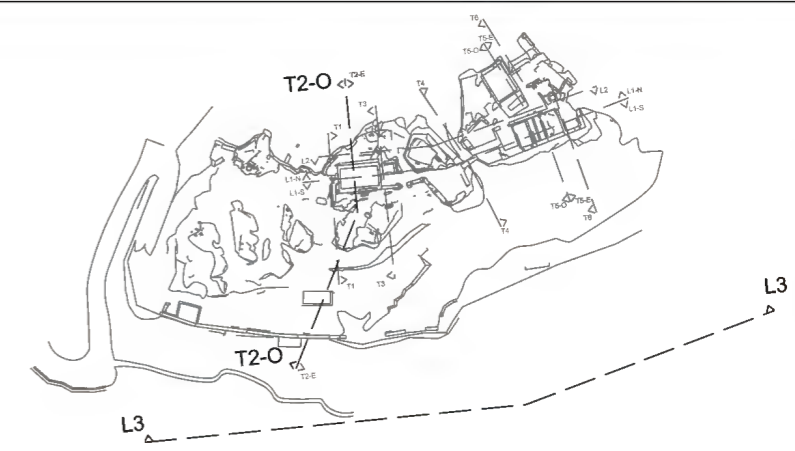 T6
T5-E
T5-O
T2-O
T2-E
T4
T3
L2
L1-N
L1-S
T1
L2
L1-N
L1-S
T5-O
T5-E
T6
T4
T1
T3
L3
T2-O
T2-E
L3